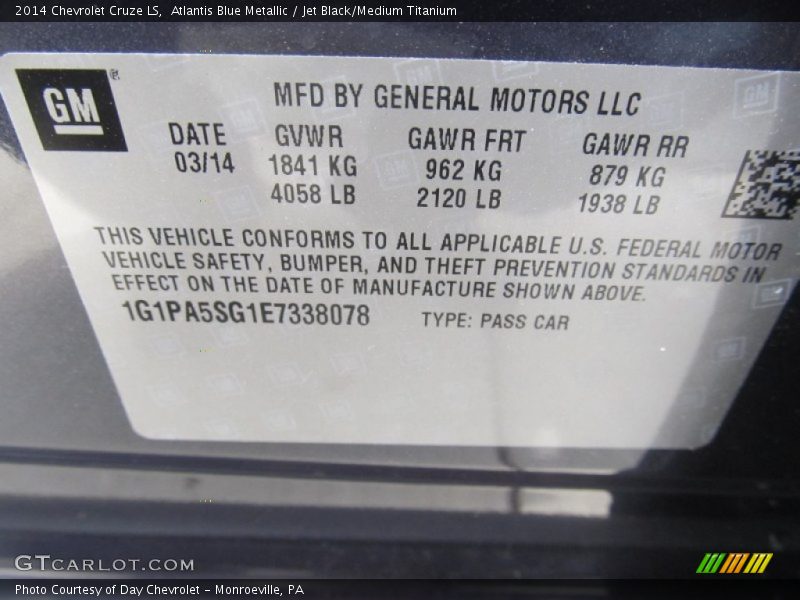 2014 Chevrolet Cruze LS, Atlantis Blue Metallic / Jet Black/Medium Titanium
GM ®
MFD BY GENERAL MOTORS LLC
DATE GVWR GAWR FRT GAWR RR
03/14 1841 KG 962 KG 879 KG
4058 LB 2120 LB 1938 LB
THIS VEHICLE CONFORMS TO ALL APPLICABLE U.S. FEDERAL MOTOR
VEHICLE SAFETY, BUMPER, AND THEFT PREVENTION STANDARDS IN
EFFECT ON THE DATE OF MANUFACTURE SHOWN ABOVE.
1G1PA5SG1E7338078 TYPE: PASS CAR
GTCARLOT.COM
Photo Courtesy of Day Chevrolet - Monroeville, PA